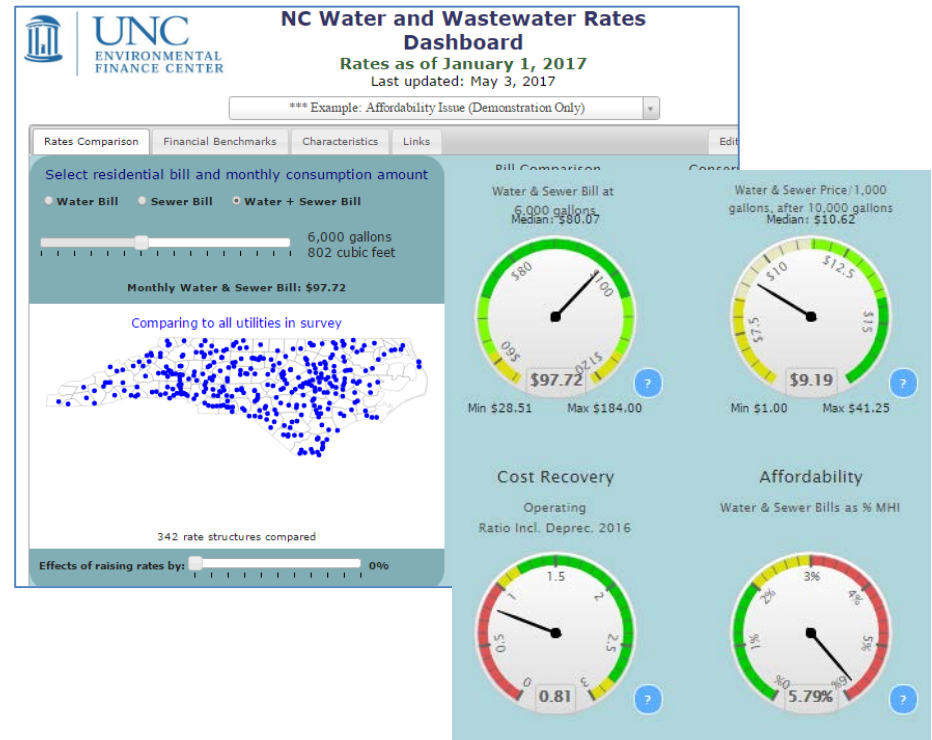 UNC
ENVIRONMENTAL
FINANCE CENTER
NC Water and Wastewater Rates
Dashboard
Rates as of January 1, 2017
Last updated: May 3, 2017
*** Example: Affordability Issue (Demonstration Only)
Rates Comparison
Financial Benchmarks
Characteristics
Links
Edit
Select residential bill and monthly consumption amount
Water Bill
Sewer Bill
Water + Sewer Bill
6,000 gallons
802 cubic feet
Monthly Water & Sewer Bill: $97.72
Comparing to all utilities in survey
342 rate structures compared
Effects of raising rates by:
0%
Bill Comparison
Water & Sewer Bill at
6,000 gallons
Median: $80.07
$60
$80
$100
$120
$97.72
?
Min $28.51
Max $184.00
Conser
Water & Sewer Price/1,000
gallons, after 10,000 gallons
Median: $10.62
$7.5
$10
$12.5
$15
$9.19
?
Min $1.00
Max $41.25
Cost Recovery
Operating
Ratio Incl. Deprec. 2016
0
0.5
1
1.5
2
2.5
3
0.81
?
Affordability
Water & Sewer Bills as % MHI
0%
1%
2%
3%
4%
5%
6%
5.79%
?